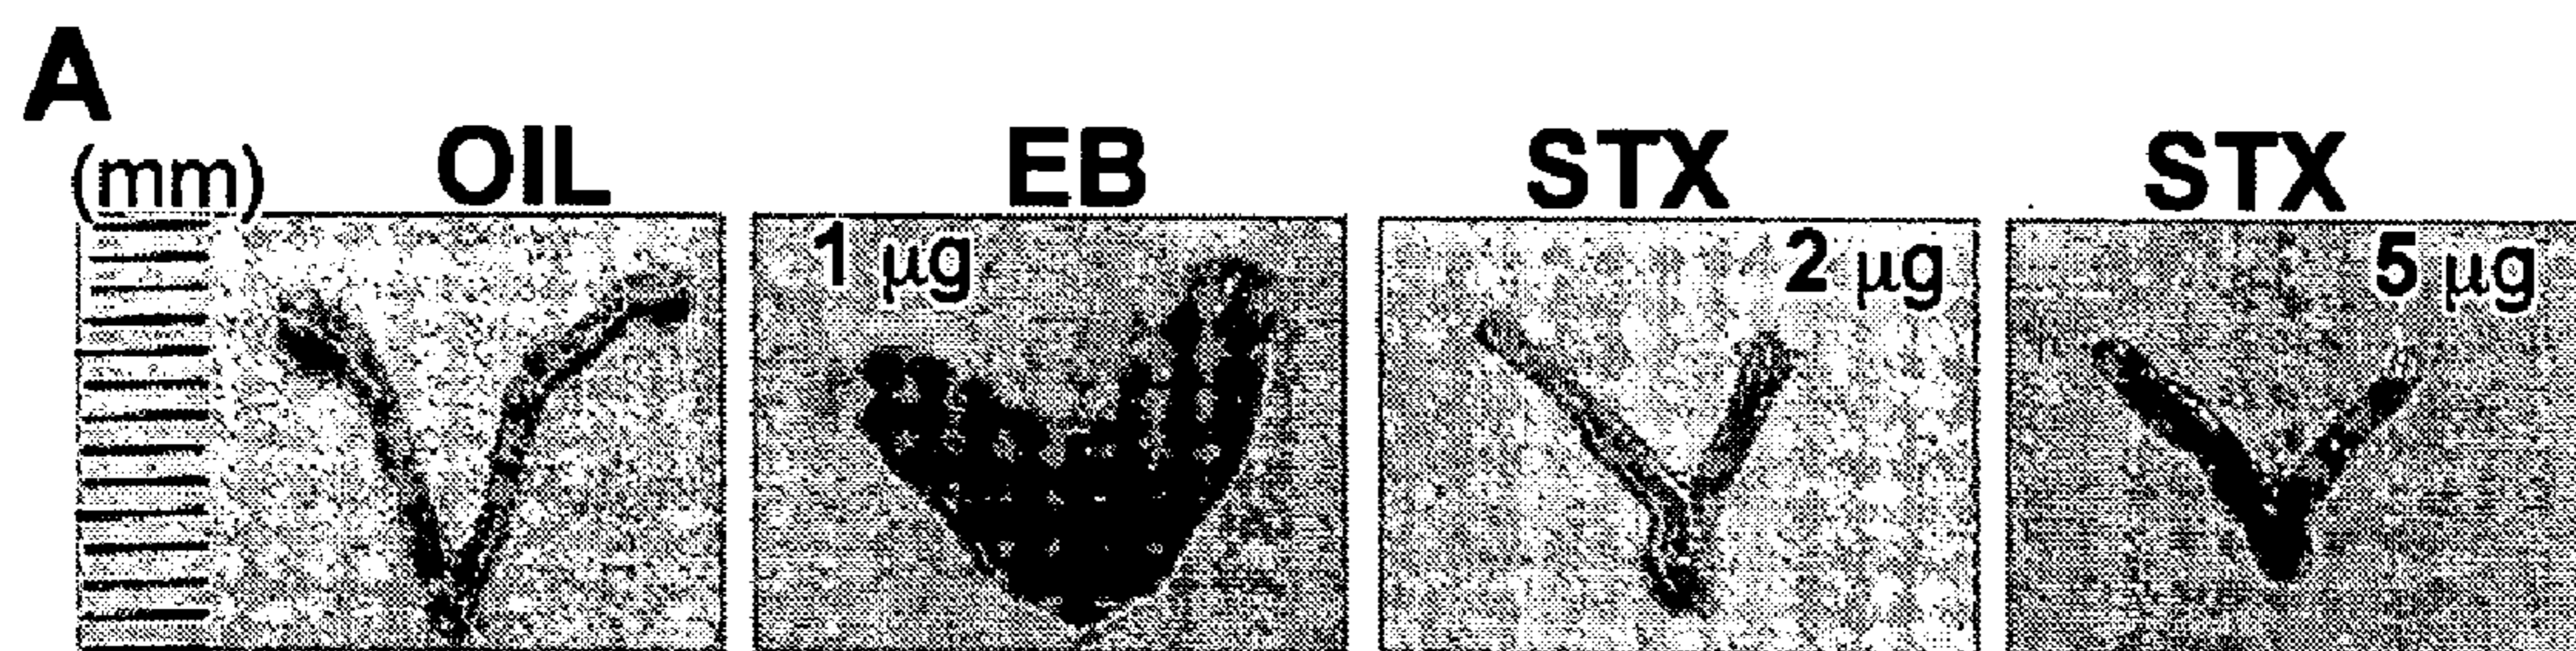 A
(mm) OIL EB STX STX
1 μg 2 μg 5 μg